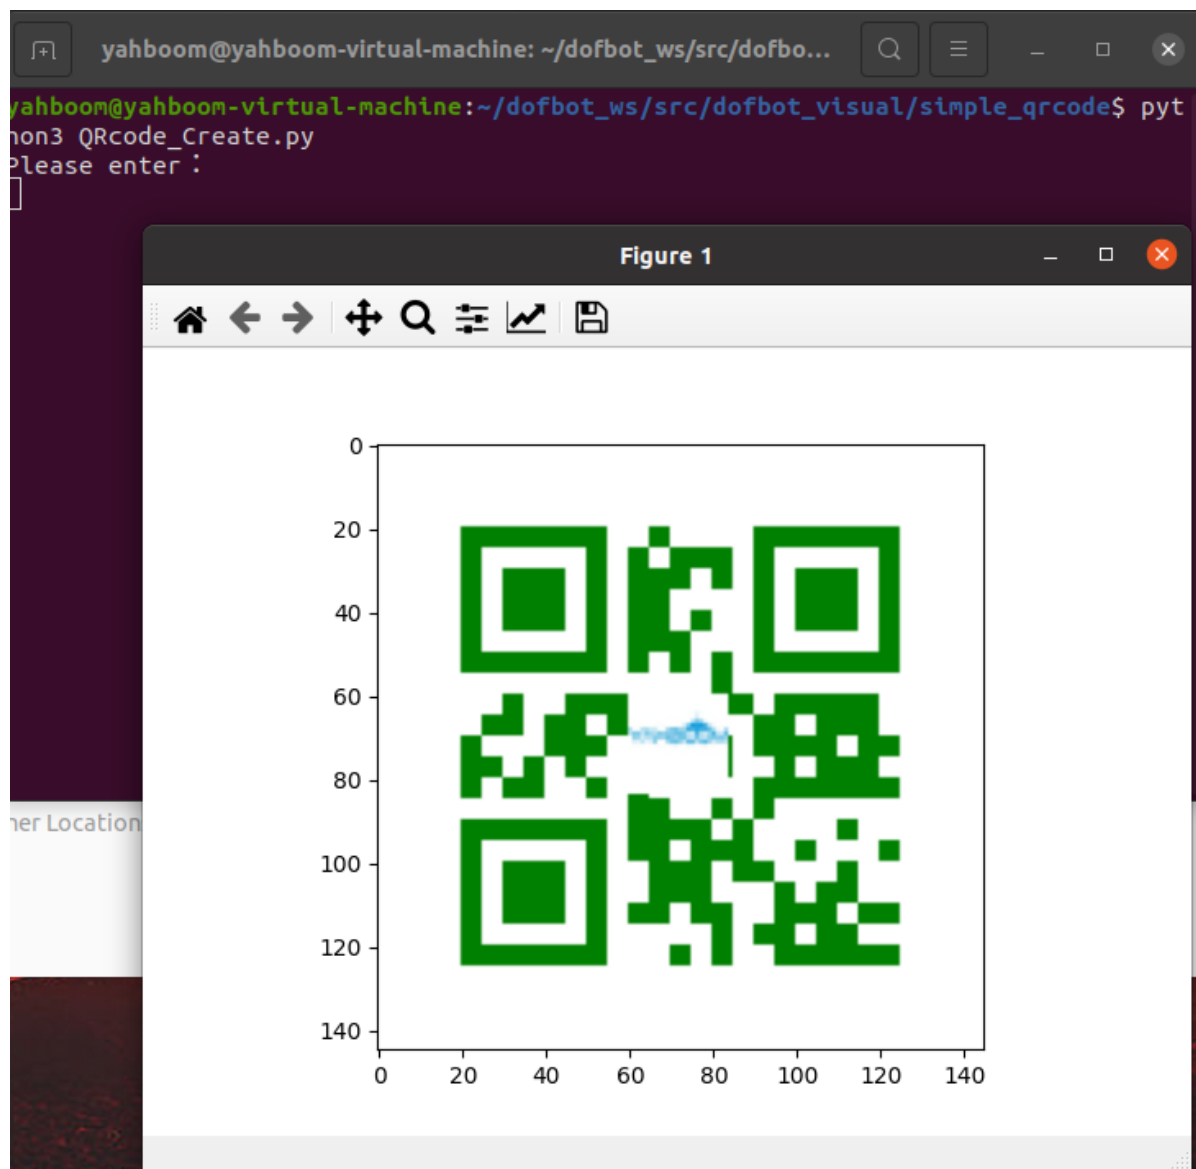 yahboom@yahboom-virtual-machine: ~/dofbot_ws/src/dofbo...
yahboom@yahboom-virtual-machine:~/dofbot_ws/src/dofbot_visual/simple_qrcode$ pyt
hon3 QRcode_Create.py
Please enter：
Figure 1
0
20
40
60
YAHBOOM
80
100
120
140
0 20 40 60 80 100 120 140
her Location